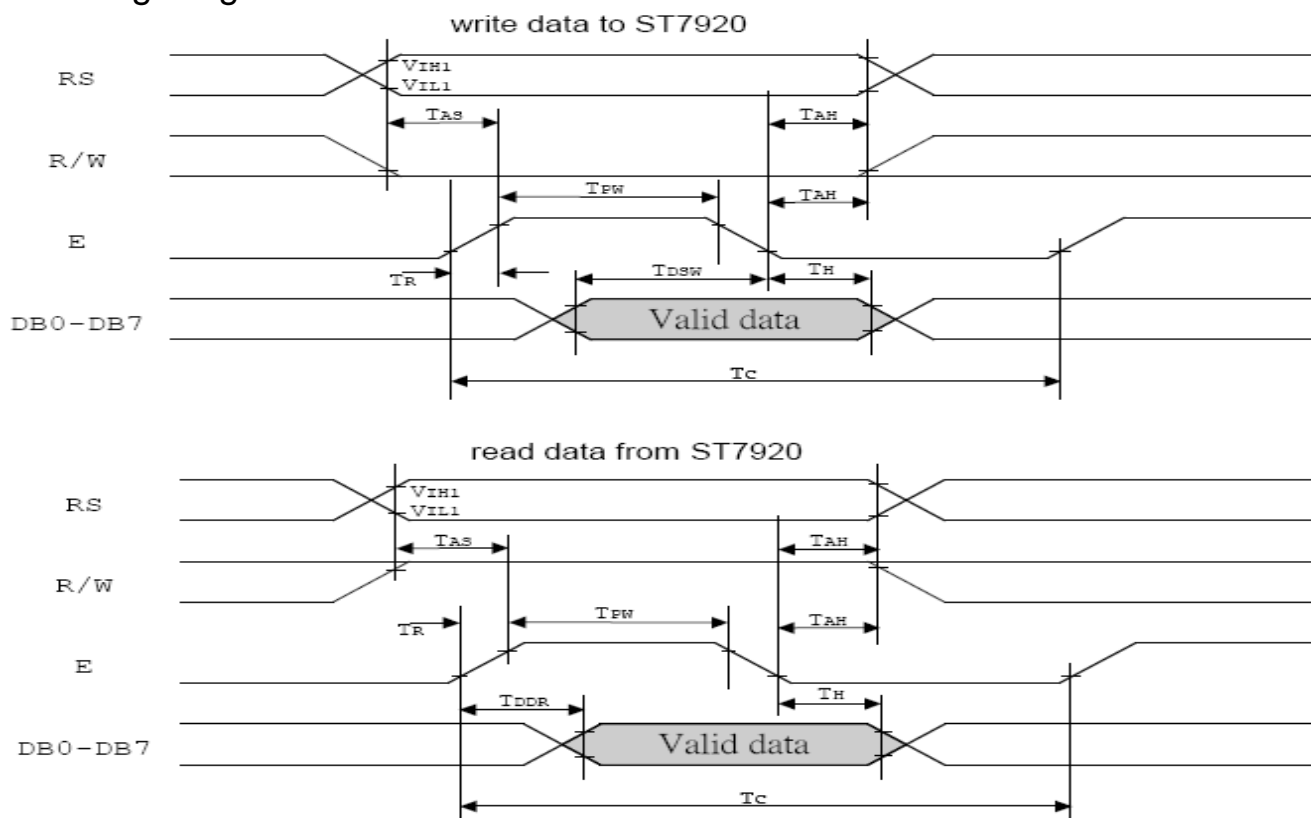 write data to ST7920
RS
VIH1
VIL1
TAS
TAH
R/W
TPW
TAH
E
TR
TDSW
TH
DB0-DB7
Valid data
TC
read data from ST7920
RS
VIH1
VIL1
TAS
TAH
R/W
TR
TPW
TAH
E
TDDR
TH
DB0-DB7
Valid data
TC